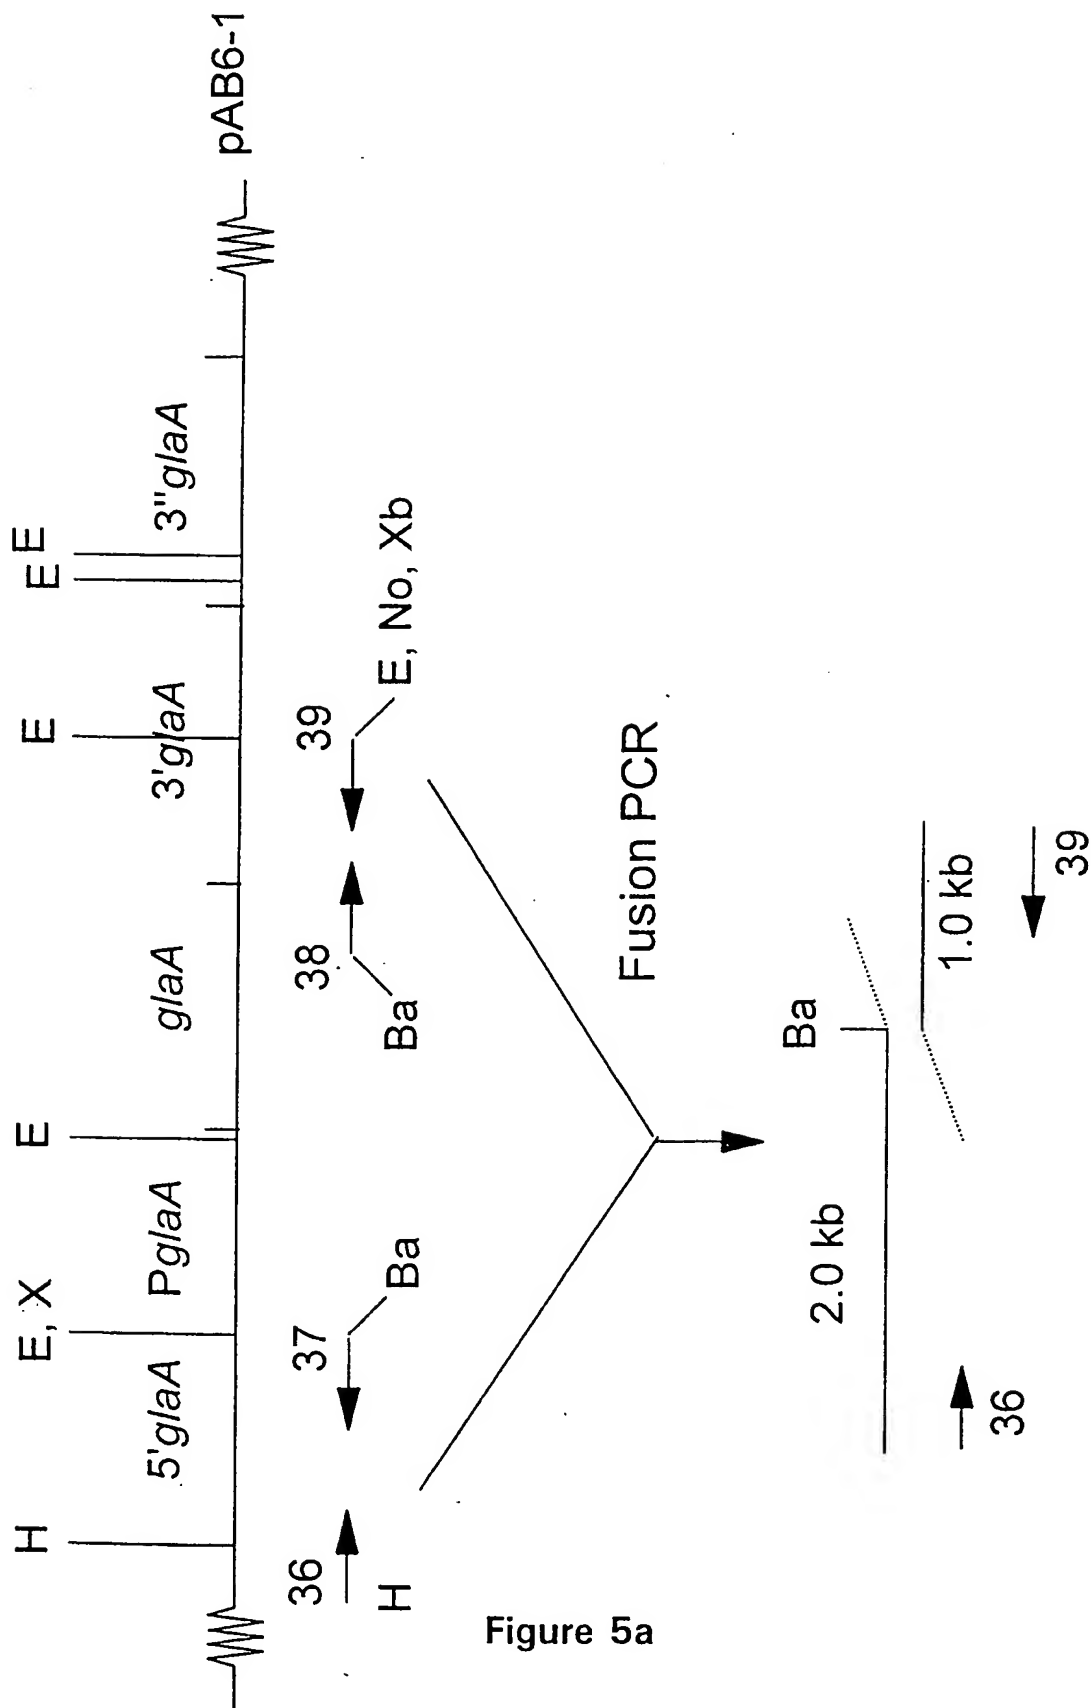 H
E, X
E
E
E
E
5'glaA
PglaA
glaA
3'glaA
3"glaA
pAB6-1
36
H
37
Ba
38
Ba
39
E, No, Xb
Fusion PCR
2.0 kb
Ba
1.0 kb
36
39
Figure 5a